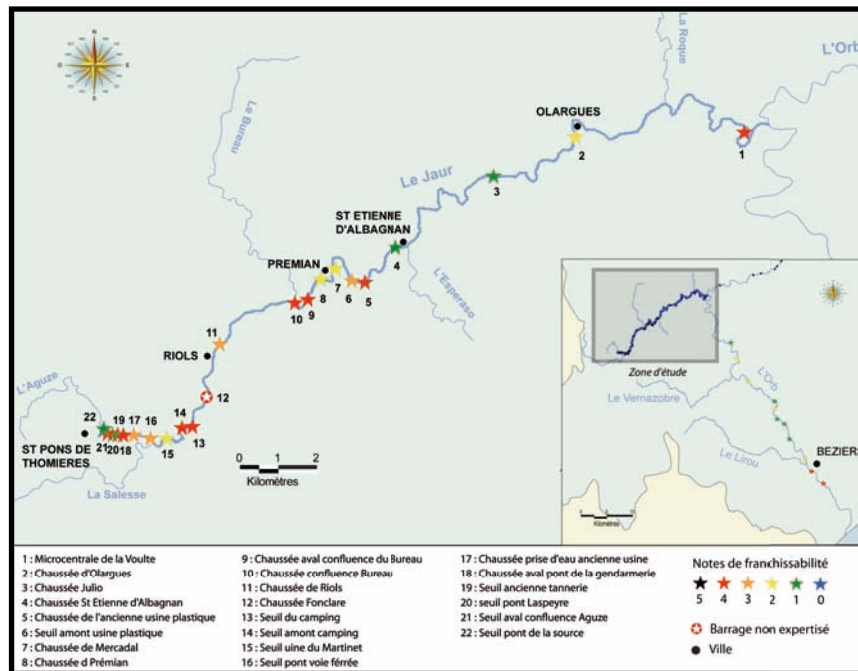 N
O
E
S
La Roque
L'Orb
Le Bureau
OLARGUES
1
2
Le Jaur
3
ST ETIENNE
D'ALBAGNAN
4
PREMIAN
L'Esperaso
8
7
6
5
10
9
11
RIOLS
12
L'Aguze
22
19
17
16
14
13
21
20
18
15
ST PONS DE
THOMIERES
La Salesse
0 1 2
Kilomètres
Zone d'étude
L'Orb
Le Vernazobre
Le Lirou
BEZIERS
Kilomètres
1 : Microcentrale de la Voulte
2 : Chaussée d'Olargues
3 : Chaussée Julio
4 : Chaussée St Etienne d'Albagnan
5 : Chaussée de l'ancienne usine plastique
6 : Seuil amont usine plastique
7 : Chaussée de Mercadal
8 : Chaussée d Prémian
9 : Chaussée aval confluence du Bureau
10 : Chaussée confluence Bureau
11 : Chaussée de Riols
12 : Chaussée Fonclare
13 : Seuil du camping
14 : Seuil amont camping
15 : Seuil uine du Martinet
16 : Seuil pont voie férrée
17 : Chaussée prise d'eau ancienne usine
18 : Chaussée aval pont de la gendarmerie
19 : Seuil ancienne tannerie
20 : seuil pont Laspeyre
21 : Seuil aval confluence Aguze
22 : Seuil pont de la source
Notes de franchissabilité
5 4 3 2 1 0
Barrage non expertisé
Ville